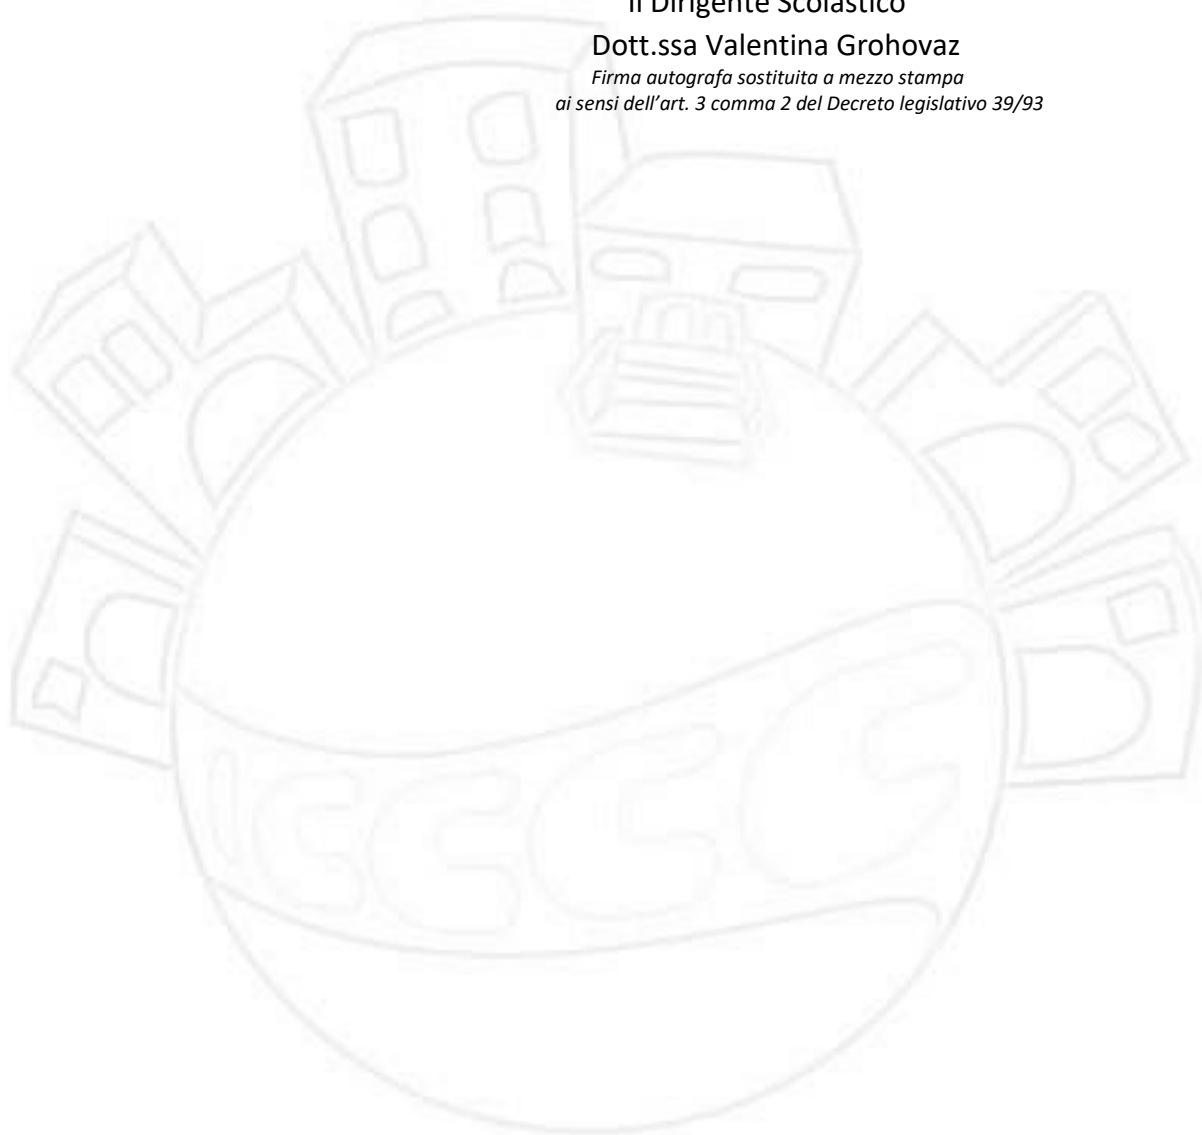 Il Dirigente Scolastico
Dott.ssa Valentina Grohovaz
Firma autografa sostituita a mezzo stampa
ai sensi dell'art. 3 comma 2 del Decreto legislativo 39/93